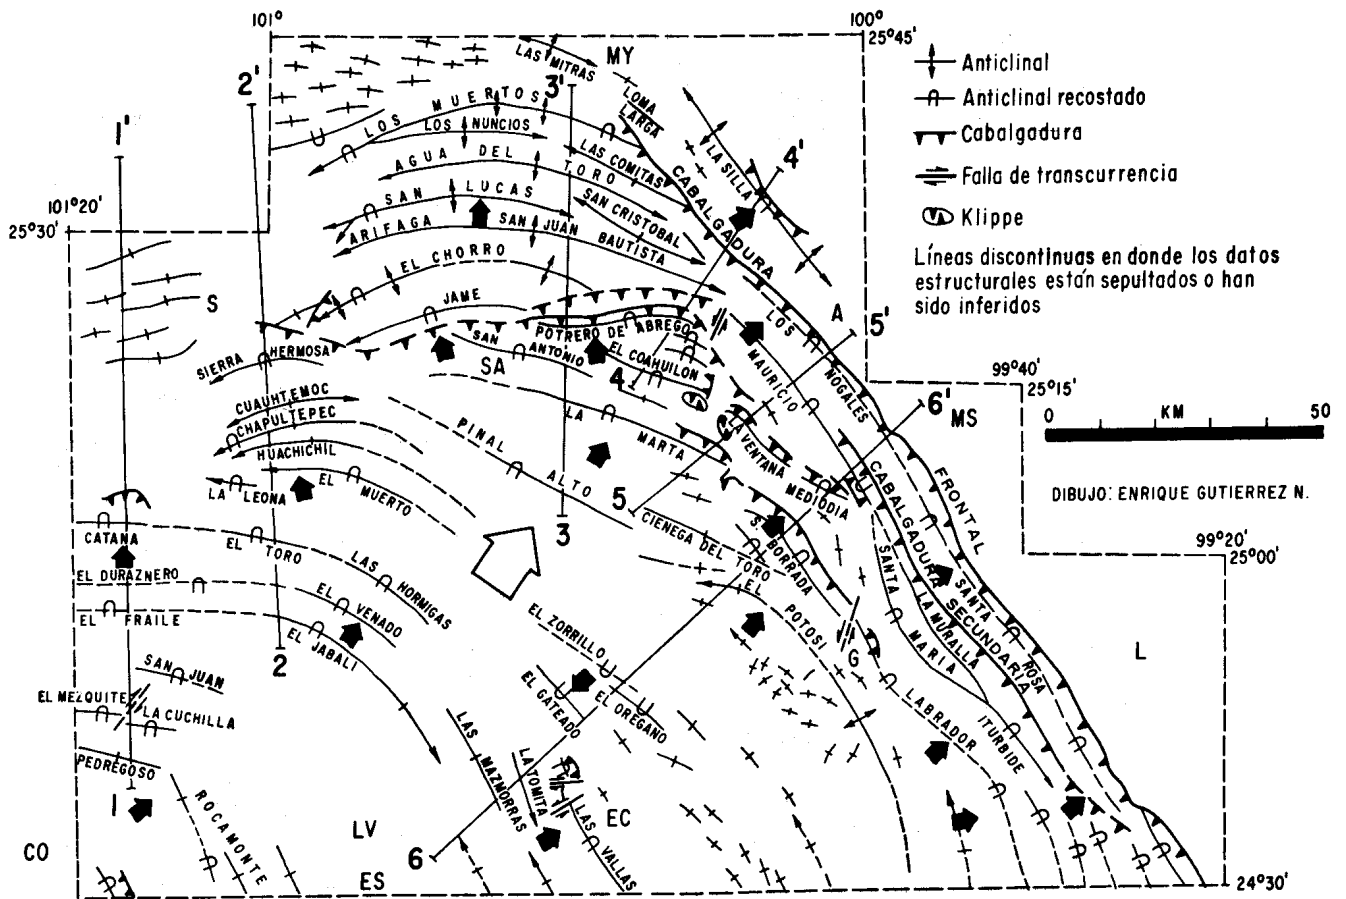 101°
100°
25°45'
MY
LAS MITRAS
2'
3'
1'
4'
LOMA LARGA
LOS MUERTOS
LOS NUNCIOS
AGUA DEL TORO
LAS COMITAS
LA SILLA
CABALGADURA
SAN LUCAS
SAN CRISTOBAL
ARIFAGA
SAN JUAN BAUTISTA
EL CHORRO
JAME
101°20'
25°30'
S
A
5'
LOS NOGALES
POTRERO DE ABREGO
SAN ANTONIO
EL COAHUILON
MAURICIO
SA
SIERRA HERMOSA
4
Anticlinal
Anticlinal recostado
Cabalgadura
Falla de transcurrencia
Klippe
Líneas discontinuas en donde los datos
estructurales están sepultados o han
sido inferidos
99°40'
25°15'
0
KM
50
6'
MS
CUAUHTEMOC
CHAPULTEPEC
HUACHICHIL
LA LEONA
EL MUERTO
PINAL ALTO
LA MARTA
LA VENTANA
MEDIODIA
CABALGADURA SECUNDARIA
FRONTAL
DIBUJO: ENRIQUE GUTIERREZ N.
5
3
CIENEGA DEL TORO
S. BORRADA
99°20'
25°00'
CATANA
EL TORO
LAS HORMIGAS
EL DURAZNERO
EL VENADO
EL FRAILE
EL JABALI
2
EL ZORRILLO
EL POTOSI
SANTA MARIA
LA MURALLA
SANTA ROSA
G
L
SAN JUAN
EL MEZQUITE
LA CUCHILLA
PEDREGOSO
1
ROCAMONTE
EL GATEADO
EL OREGANO
LABRADOR
ITURBIDE
LAS MAZMORRAS
LA TOMITA
LAS VALLAS
EC
LV
6
CO
ES
24°30'